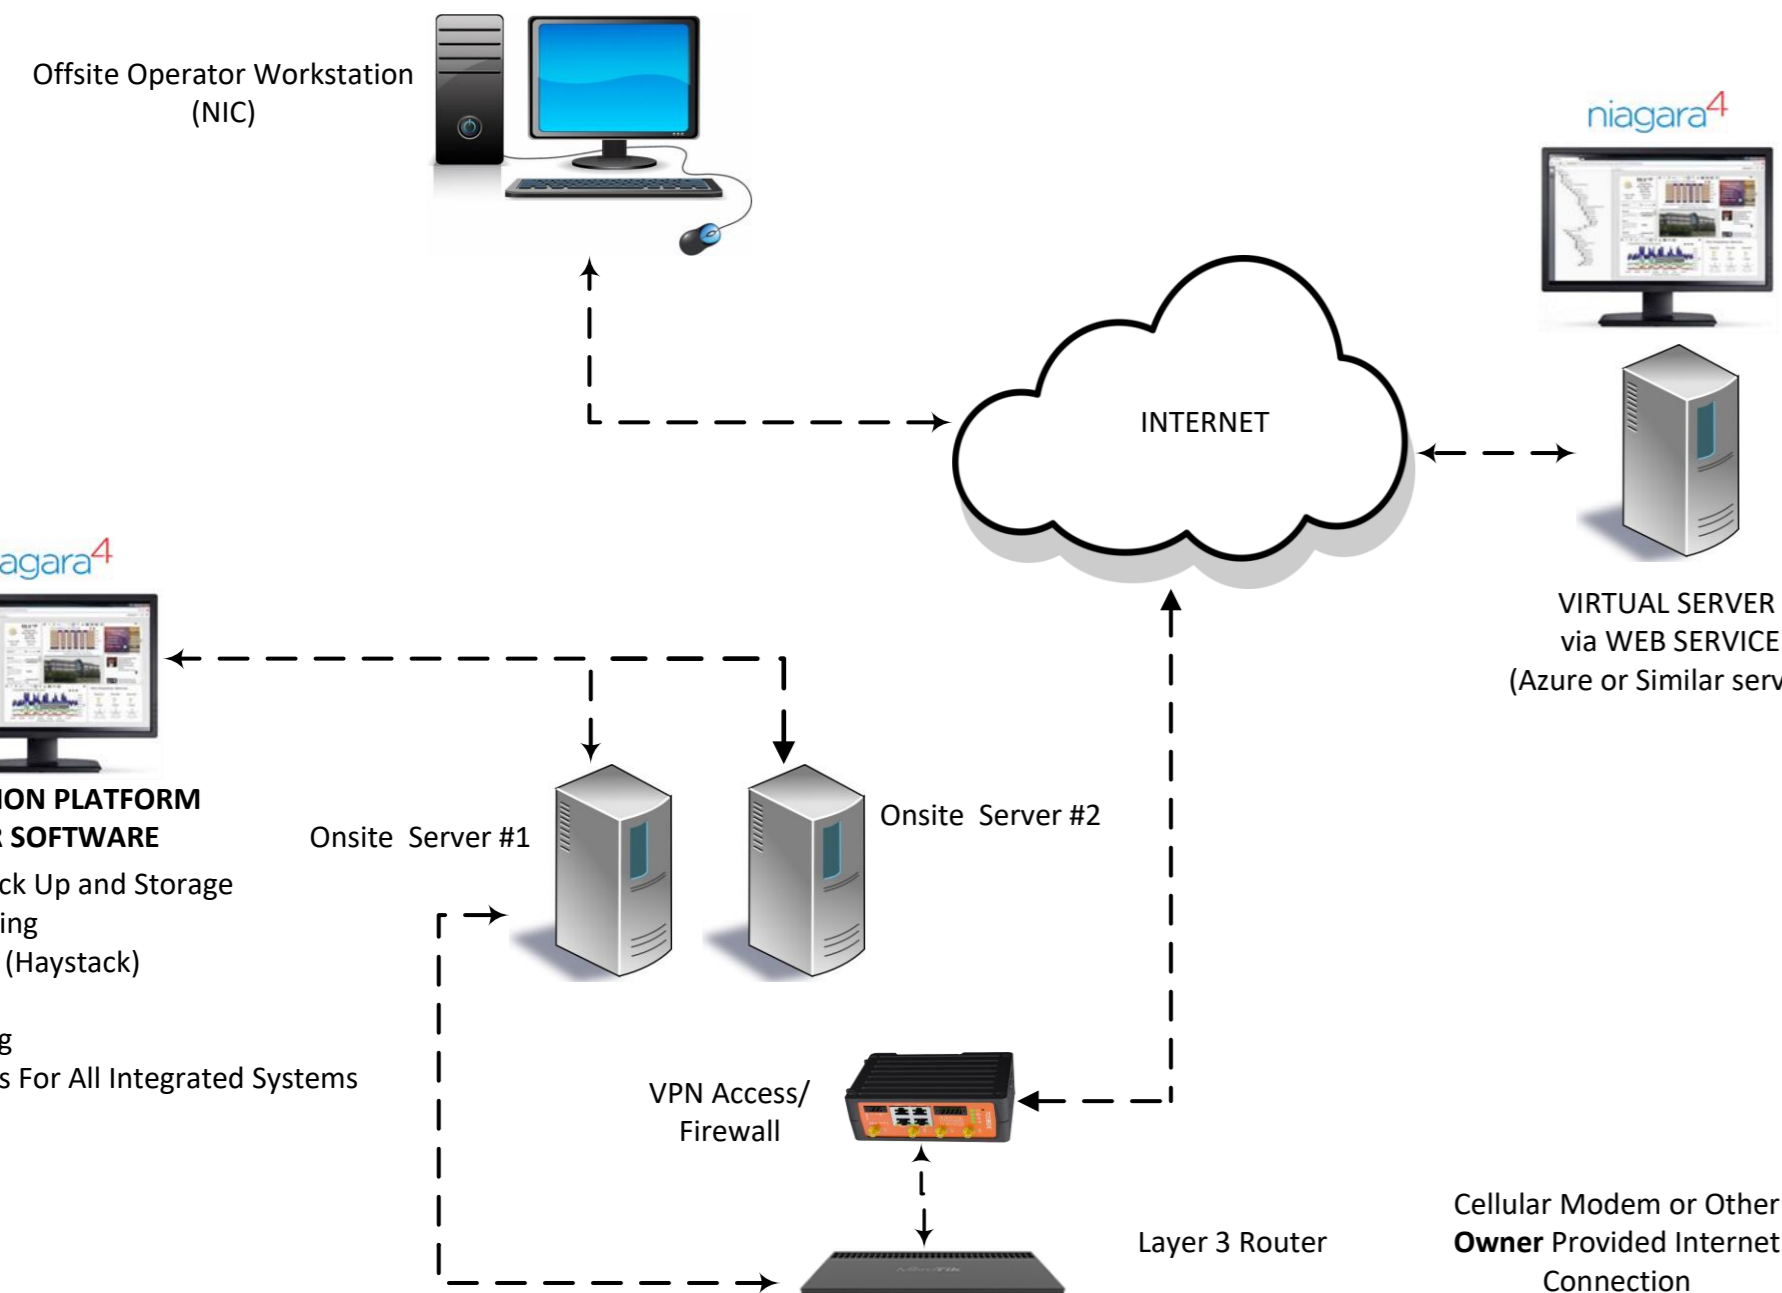 Offsite Operator Workstation
(NIC)
niagara4
INTERNET
VIRTUAL SERVER
via WEB SERVICE
(Azure or Similar serv
agara4
ION PLATFORM
R SOFTWARE
ck Up and Storage
ing
(Haystack)
g
s For All Integrated Systems
Onsite Server #1
Onsite Server #2
VPN Access/
Firewall
Layer 3 Router
MikroTik
Cellular Modem or Other
Owner Provided Internet
Connection